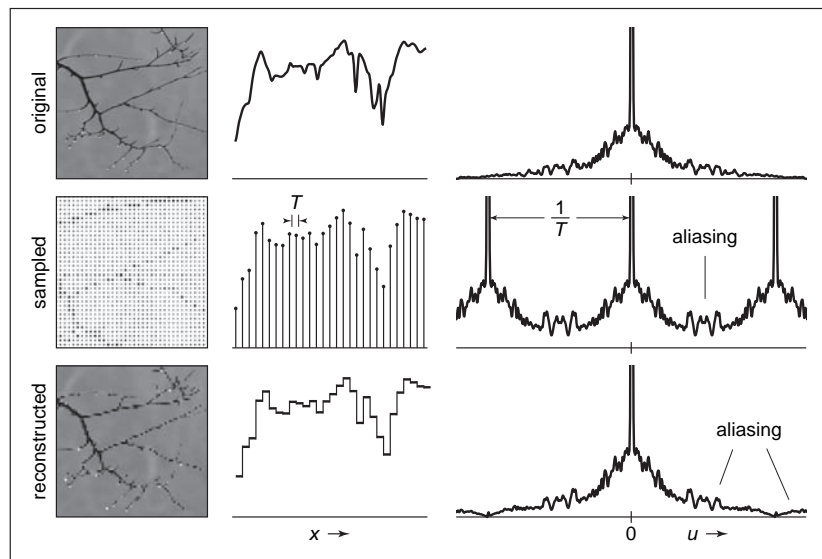 original
sampled
T
1
T
aliasing
reconstructed
aliasing
x →
0
u →